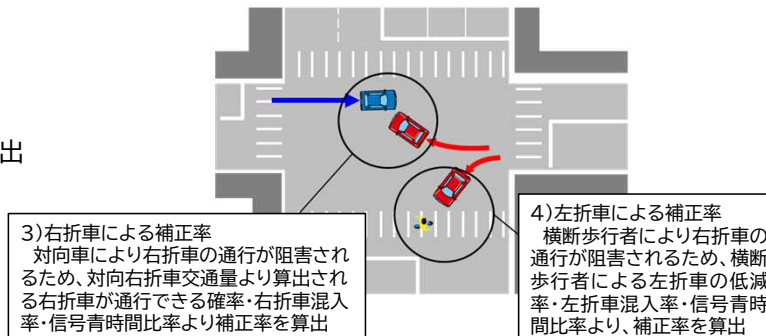 出
3)右折車による補正率
対向車により右折車の通行が阻害され
るため、対向右折車交通量より算出され
る右折車が通行できる確率・右折車混入
率・信号青時間比率より補正率を算出
4)左折車による補正率
横断歩行者により右折車の
通行が阻害されるため、横断
歩行者による左折車の低減
率・左折車混入率・信号青時
間比率より、補正率を算出